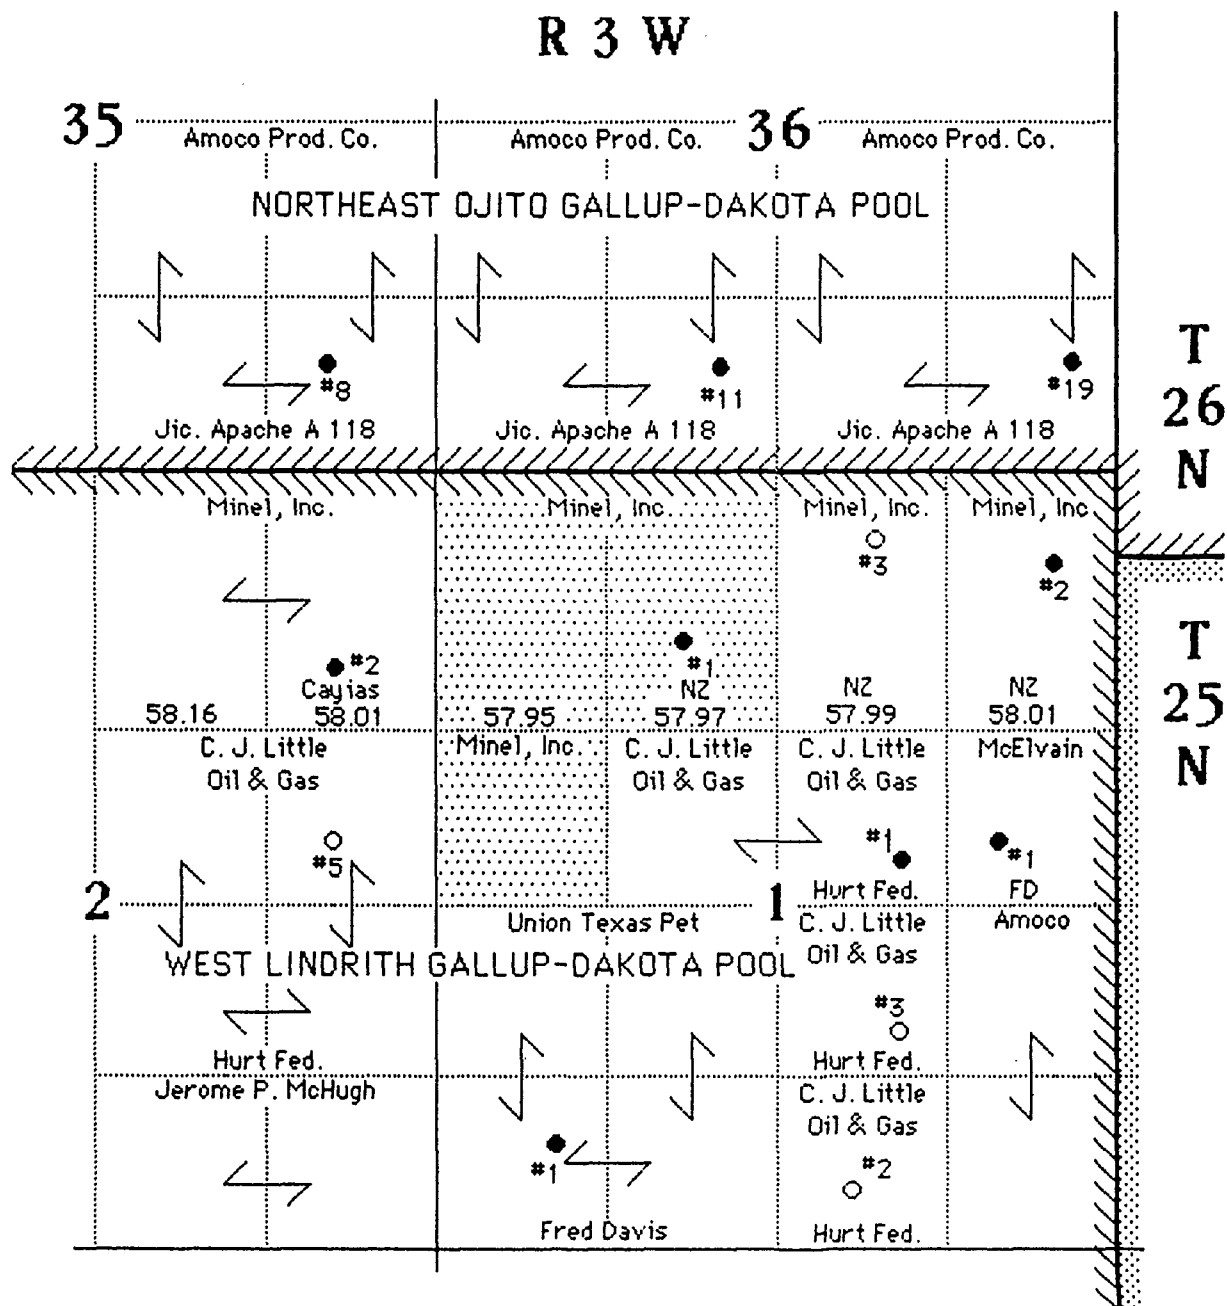 R 3 W
35
36
Amoco Prod. Co.
Amoco Prod. Co.
Amoco Prod. Co.
NORTHEAST OJITO GALLUP-DAKOTA POOL
#8
#11
#19
Jic. Apache A 118
Jic. Apache A 118
Jic. Apache A 118
T
26
N
Minel, Inc.
Minel, Inc.
Minel, Inc.
Minel, Inc
#3
#2
#2
Cayias
#1
NZ
NZ
NZ
58.16
58.01
57.95
57.97
57.99
58.01
T
25
N
C. J. Little
Oil & Gas
Minel, Inc.
C. J. Little
Oil & Gas
C. J. Little
Oil & Gas
McElvain
#5
#1
#1
Hurt Fed.
FD
2
1
Union Texas Pet
C. J. Little
Oil & Gas
Amoco
WEST LINDRITH GALLUP-DAKOTA POOL
#3
Hurt Fed.
Hurt Fed.
Jerome P. McHugh
C. J. Little
Oil & Gas
#1
#2
Fred Davis
Hurt Fed.